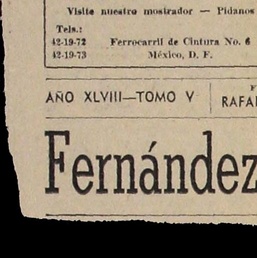 Visite nuestro mostrador — Pídanos
Tels.:
42-19-72 Ferrocarril de Cintura No. 6
42-19-73 México, D. F.
AÑO XLVIII—TOMO V
RAFA
Fernández